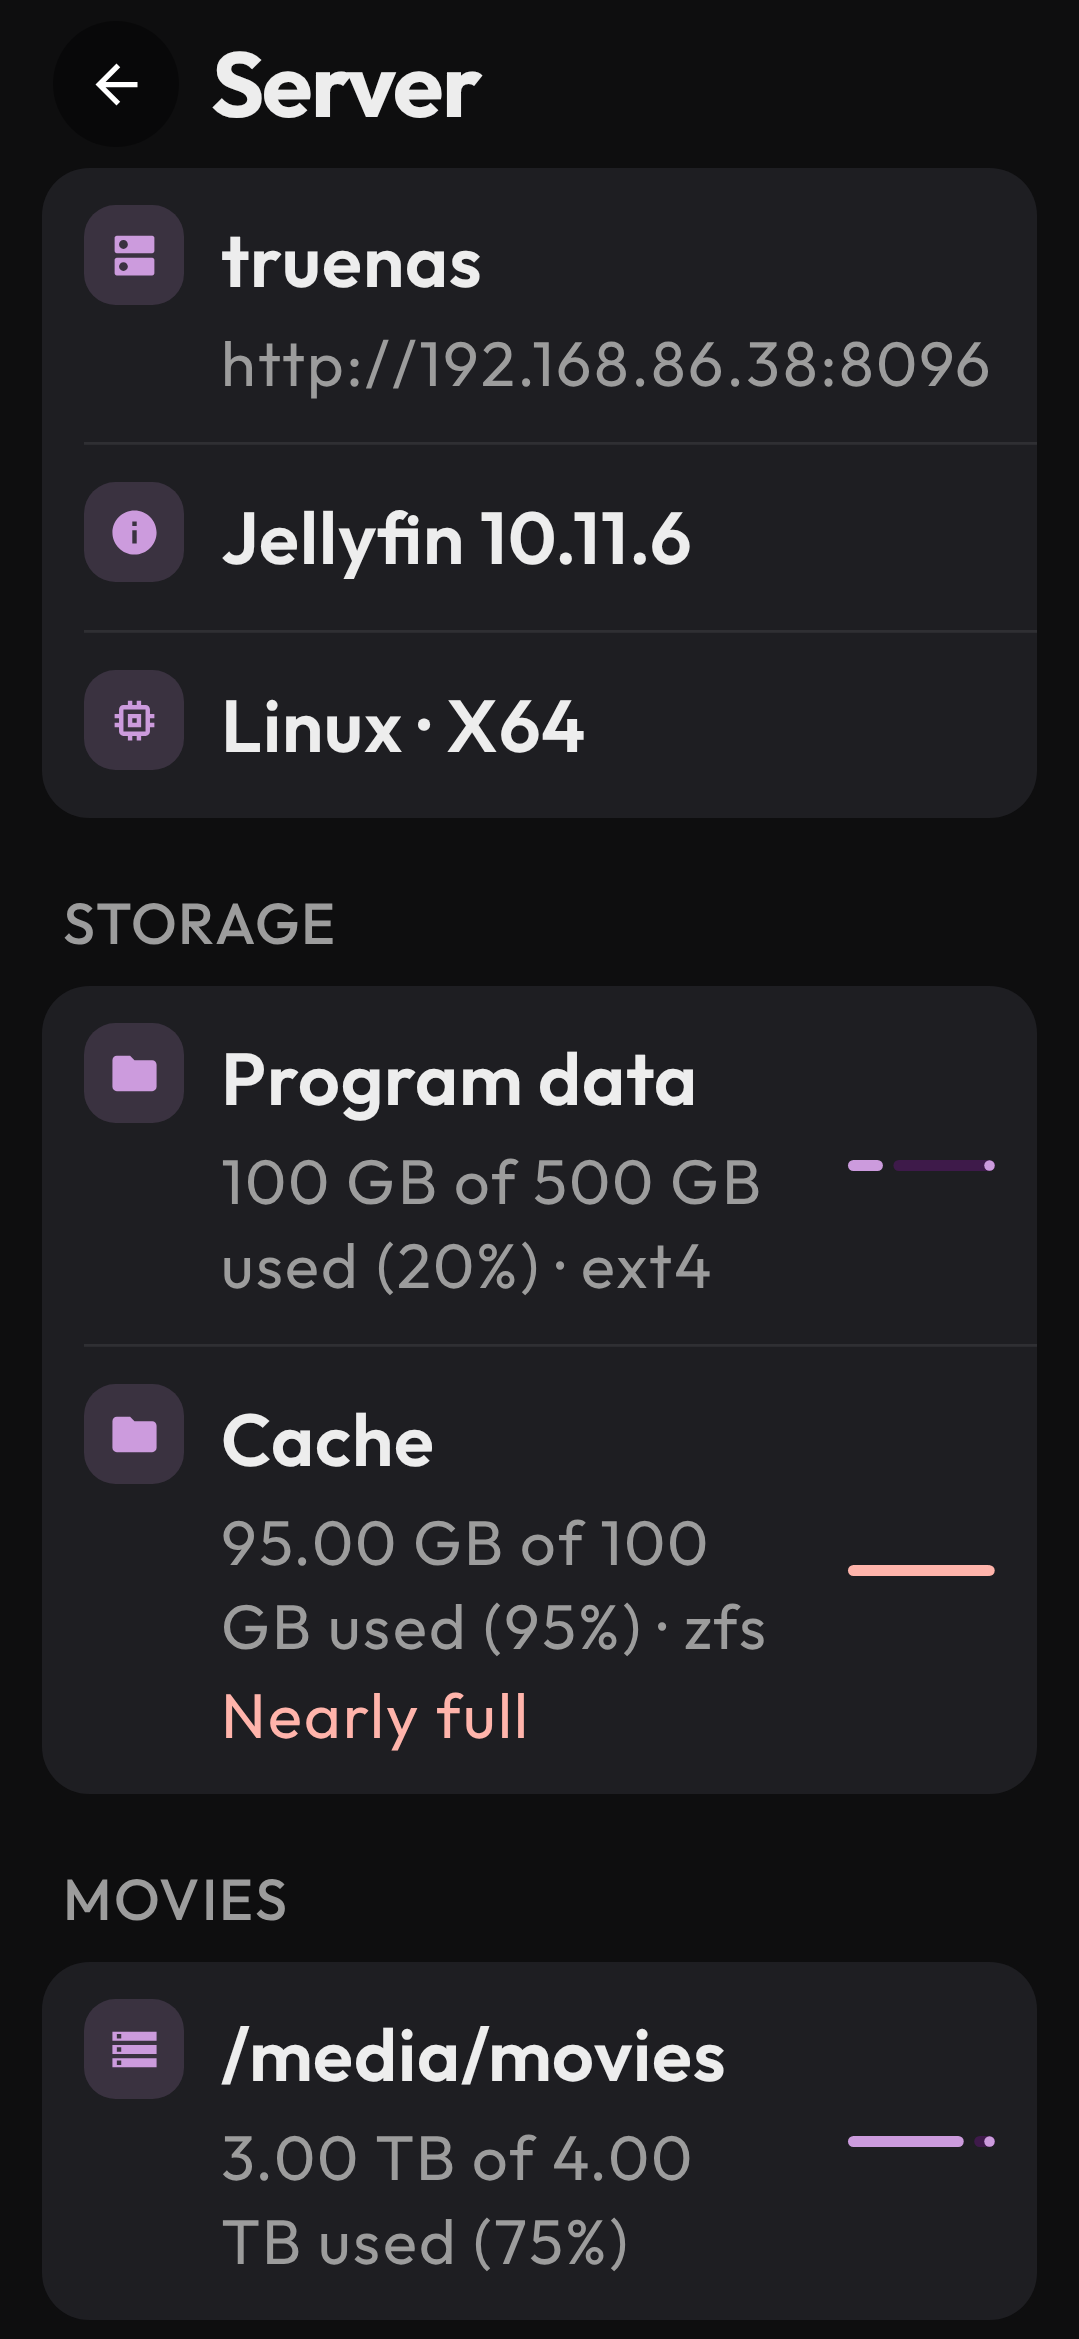 Server
truenas
http://192.168.86.38:8096
Jellyfin 10.11.6
Linux · X64
STORAGE
Program data
100 GB of 500 GB
used (20%) · ext4
Cache
95.00 GB of 100
GB used (95%) · zfs
Nearly full
MOVIES
/media/movies
3.00 TB of 4.00
TB used (75%)